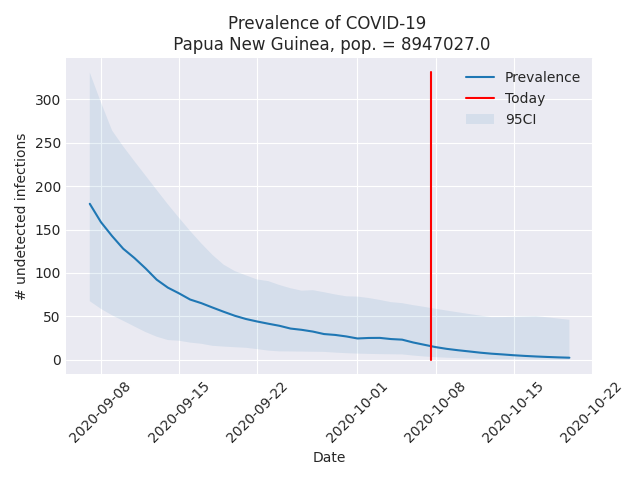 Prevalence of COVID-19
Papua New Guinea, pop. = 8947027.0
Prevalence
Today
95CI
# undetected infections
300
250
200
150
100
50
0
2020-09-08
2020-09-15
2020-09-22
2020-10-01
2020-10-08
2020-10-15
2020-10-22
Date